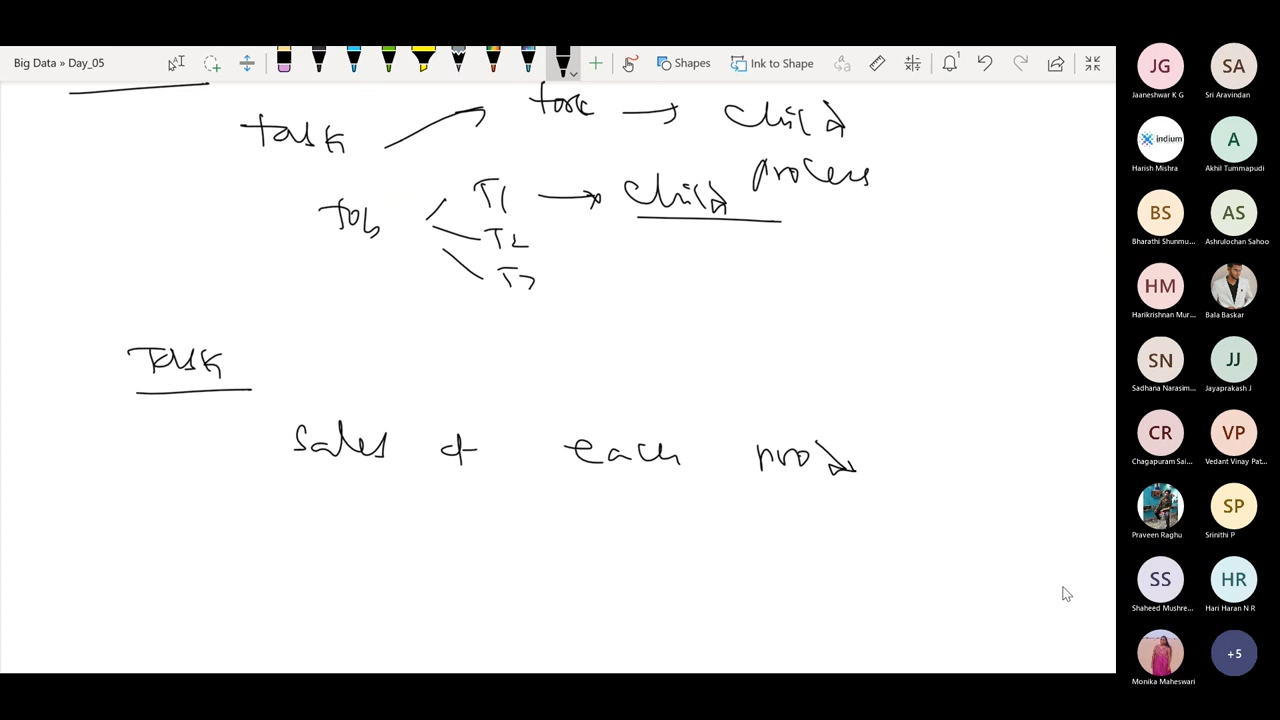 Big Data » Day_05
Shapes
Ink to Shape
Task
fork
child
process
Job
T1
child
T2
T3
Task
Sales of each prod
JG
Jaaneshwar K G
SA
Sri Aravindan
indium
Harish Mishra
A
Akhil Tummapudi
BS
Bharathi Shunmu...
AS
Ashrulochan Sahoo
HM
Harikrishnan Mur...
Bala Baskar
SN
Sadhana Narasim...
JJ
Jayaprakash J
CR
Chagapuram Sai...
VP
Vedant Vinay Pat...
Praveen Raghu
SP
Srinithi P
SS
Shaheed Mushre...
HR
Hari Haran N R
Monika Maheswari
+5